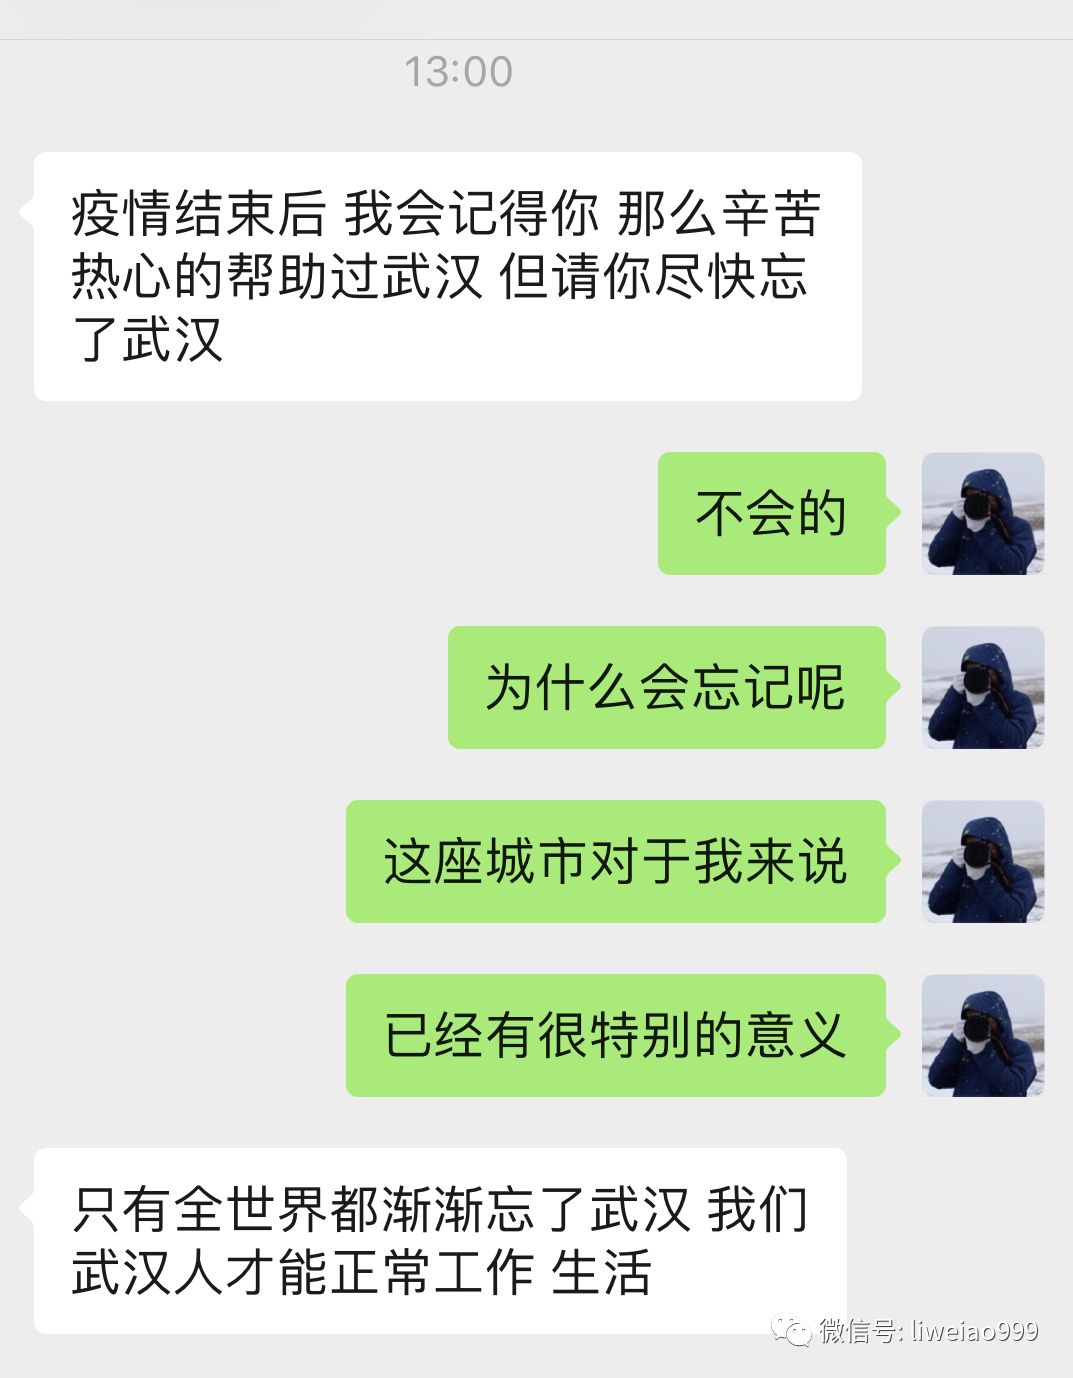 13:00
疫情结束后 我会记得你 那么辛苦
热心的帮助过武汉 但请你尽快忘
了武汉
不会的
为什么会忘记呢
这座城市对于我来说
已经有很特别的意义
只有全世界都渐渐忘了武汉 我们
武汉人才能正常工作 生活
微信号: liweiao999